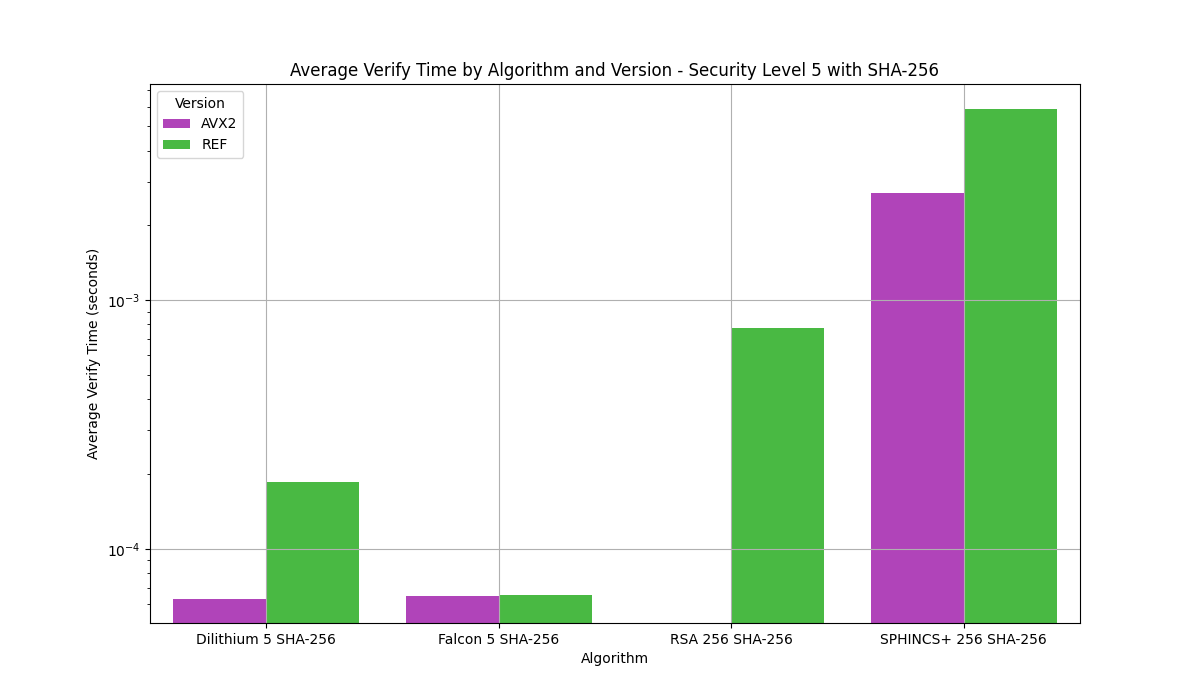 Average Verify Time by Algorithm and Version - Security Level 5 with SHA-256
Version
AVX2
REF
Average Verify Time (seconds)
10⁻³
10⁻⁴
Dilithium 5 SHA-256
Falcon 5 SHA-256
RSA 256 SHA-256
SPHINCS+ 256 SHA-256
Algorithm